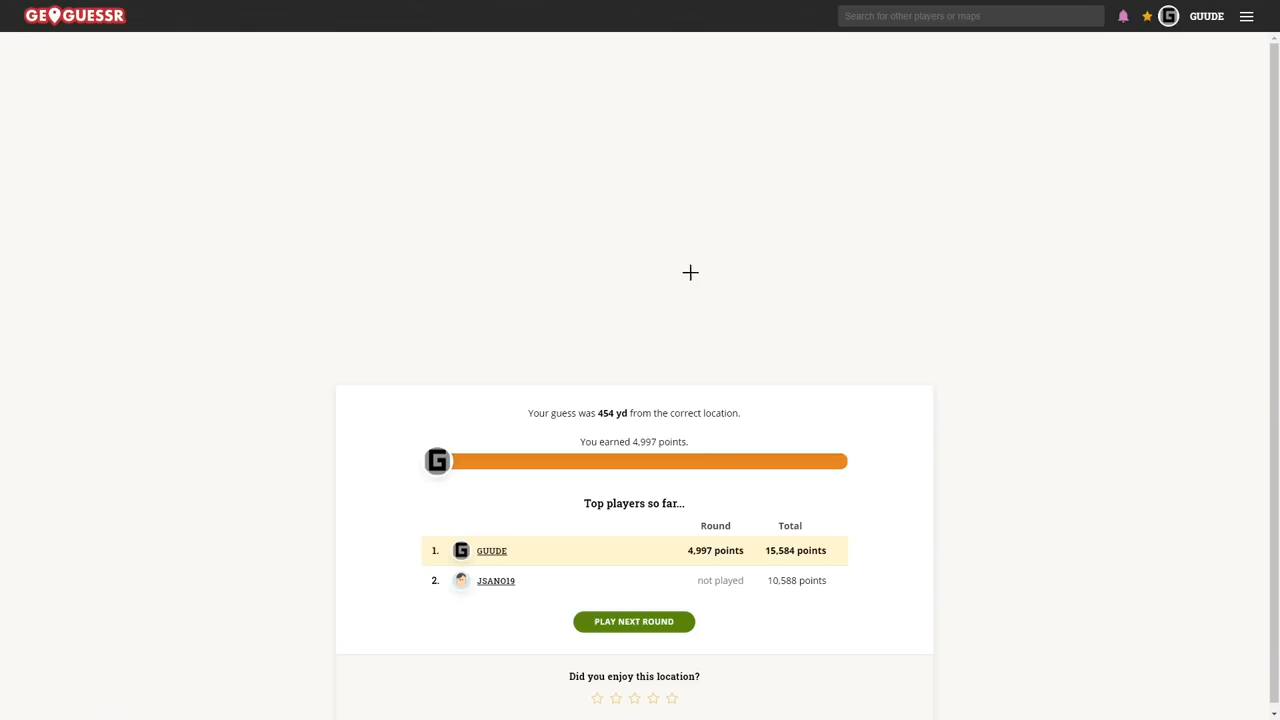 GEOGUESSR
Search for other players or maps
GUUDE
Your guess was 454 yd from the correct location.
You earned 4,997 points.
Top players so far...
Round Total
1. GUUDE 4,997 points 15,584 points
2. JSANO19 not played 10,588 points
PLAY NEXT ROUND
Did you enjoy this location?